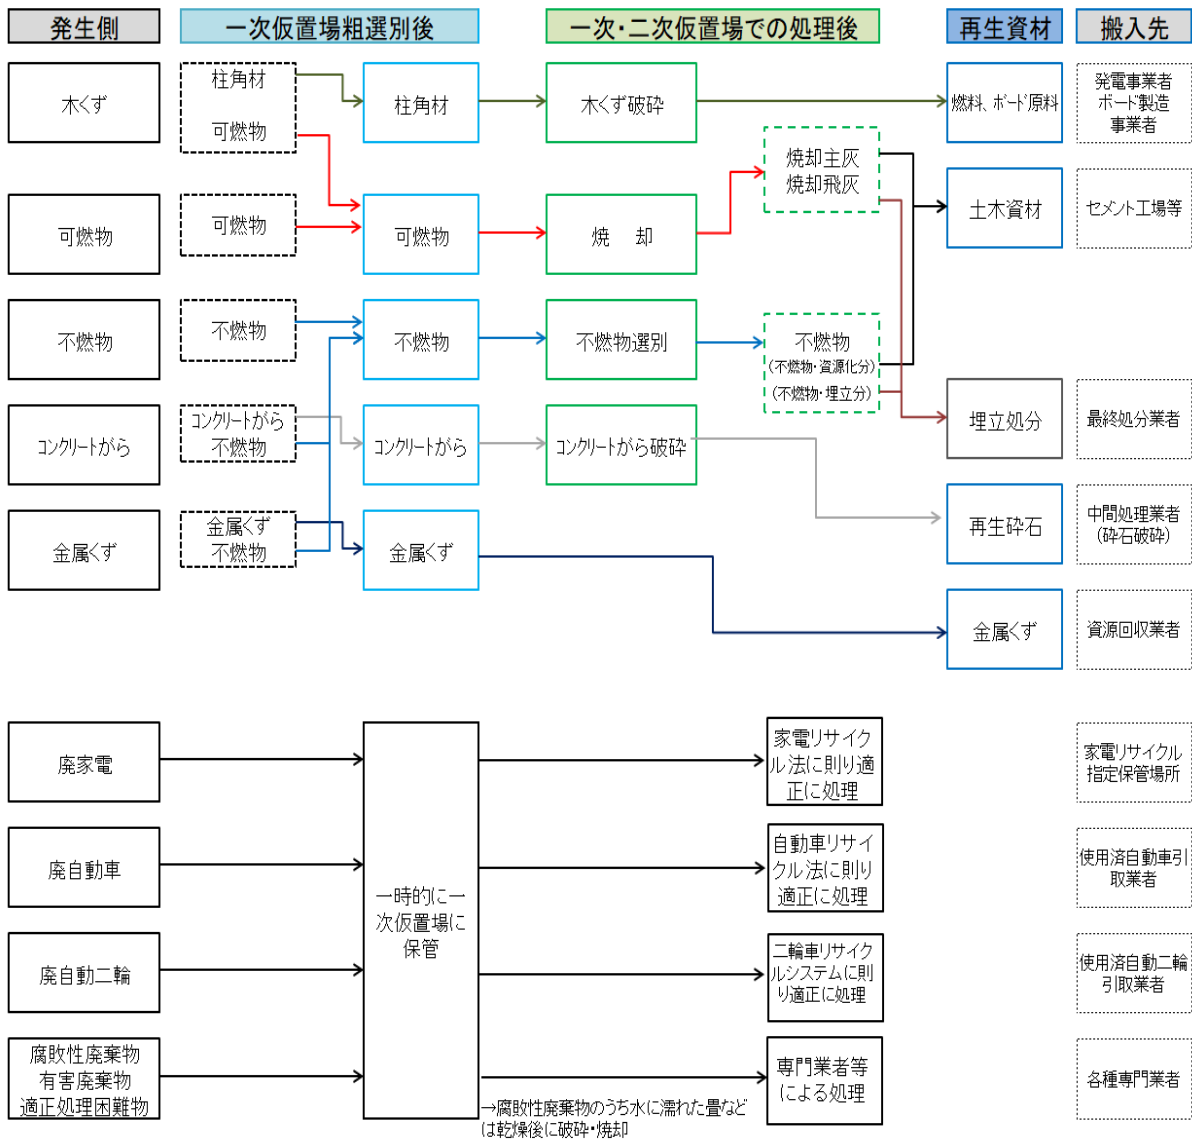 発生側
一次仮置場粗選別後
一次・二次仮置場での処理後
再生資材
搬入先
木くず
柱角材
可燃物
柱角材
木くず破砕
燃料、ボード原料
発電事業者
ボード製造
事業者
可燃物
可燃物
可燃物
焼 却
焼却主灰
焼却飛灰
土木資材
セメント工場等
不燃物
不燃物
不燃物
不燃物選別
不燃物
(不燃物・資源化分)
(不燃物・埋立分)
埋立処分
最終処分業者
コンクリートがら
コンクリートがら
不燃物
コンクリートがら
コンクリートがら破砕
再生砕石
中間処理業者
(砕石破砕)
金属くず
金属くず
不燃物
金属くず
金属くず
資源回収業者
廃家電
廃自動車
廃自動二輪
腐敗性廃棄物
有害廃棄物
適正処理困難物
一時的に一
次仮置場に
保管
家電リサイク
ル法に則り適
正に処理
家電リサイクル
指定保管場所
自動車リサイ
クル法に則り
適正に処理
使用済自動車引
取業者
二輪車リサイク
ルシステムに則
り適正に処理
使用済自動二輪
引取業者
専門業者等
による処理
各種専門業者
→腐敗性廃棄物のうち水に濡れた畳など
は乾燥後に破砕・焼却